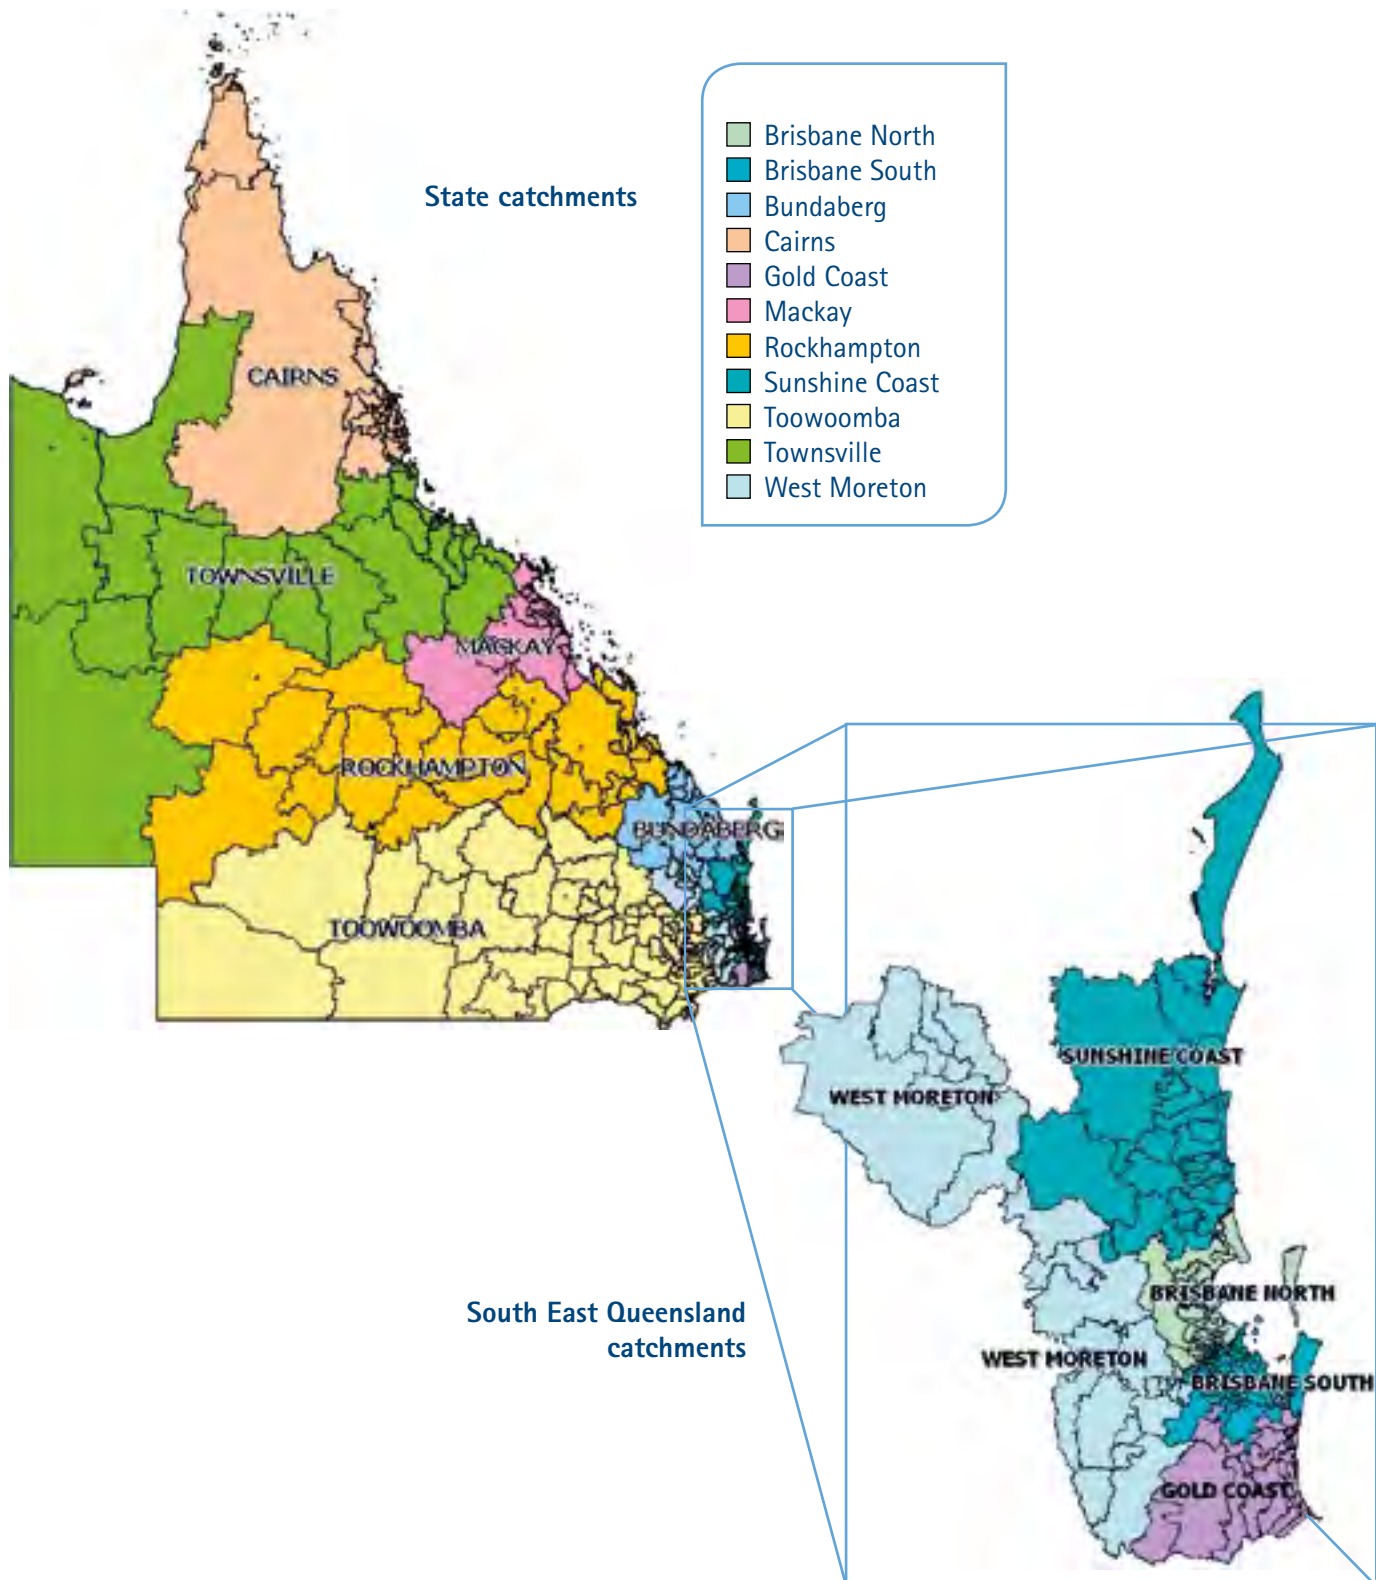 State catchments
Brisbane North
Brisbane South
Bundaberg
Cairns
Gold Coast
Mackay
Rockhampton
Sunshine Coast
Toowoomba
Townsville
West Moreton
CAIRNS
TOWNSVILLE
MACKAY
ROCKHAMPTON
BUNDABERG
TOOWOOMBA
SUNSHINE COAST
WEST MORETON
BRISBANE NORTH
WEST MORETON
BRISBANE SOUTH
GOLD COAST
South East Queensland
catchments